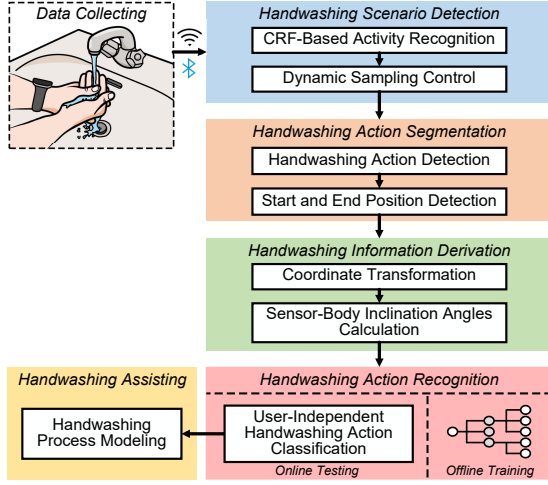 Data Collecting
Handwashing Scenario Detection
CRF-Based Activity Recognition
Dynamic Sampling Control
Handwashing Action Segmentation
Handwashing Action Detection
Start and End Position Detection
Handwashing Information Derivation
Coordinate Transformation
Sensor-Body Inclination Angles
Calculation
Handwashing Assisting
Handwashing
Process Modeling
Handwashing Action Recognition
User-Independent
Handwashing Action
Classification
Online Testing
Offline Training